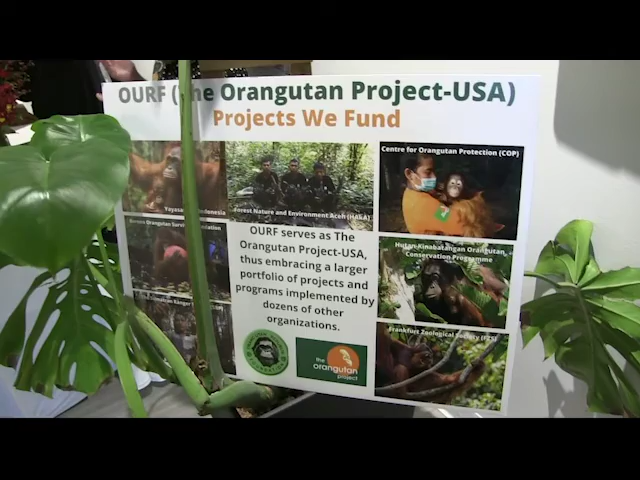 OURF (The Orangutan Project-USA)
Projects We Fund
Indonesia
Forest Nature and Environment Aceh (HAkA)
Centre for Orangutan Protection (COP)
Hutan-Kinabatangan Orangutan
Conservation Programme
Frankfurt Zoological Society (FZS)
OURF serves as The
Orangutan Project-USA,
thus embracing a larger
portfolio of projects and
programs implemented by
dozens of other
organizations.
the
orangutan
project